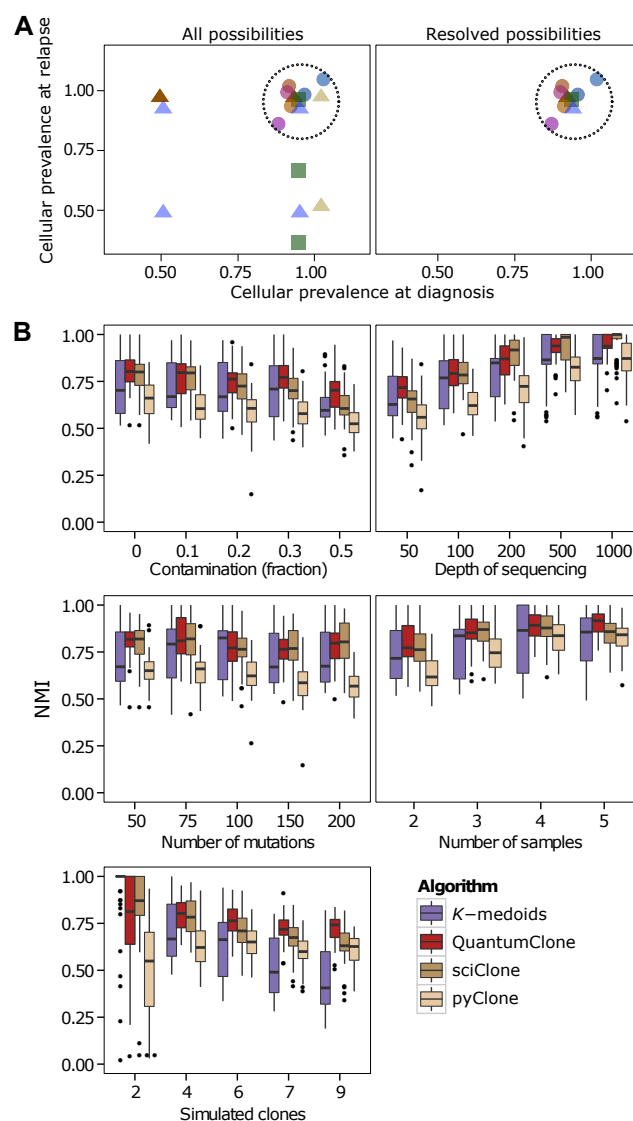 A
All possibilities
Resolved possibilities
Cellular prevalence at relapse
1.00
0.75
0.50
0.50
0.75
1.00
0.50
0.75
1.00
Cellular prevalence at diagnosis
B
NMI
1.00
0.75
0.50
0.25
0.00
0 0.1 0.2 0.3 0.5
Contamination (fraction)
50 100 200 500 1000
Depth of sequencing
1.00
0.75
0.50
0.25
0.00
50 75 100 150 200
Number of mutations
2 3 4 5
Number of samples
1.00
0.75
0.50
0.25
0.00
2 4 6 7 9
Simulated clones
Algorithm
K−medoids
QuantumClone
sciClone
pyClone